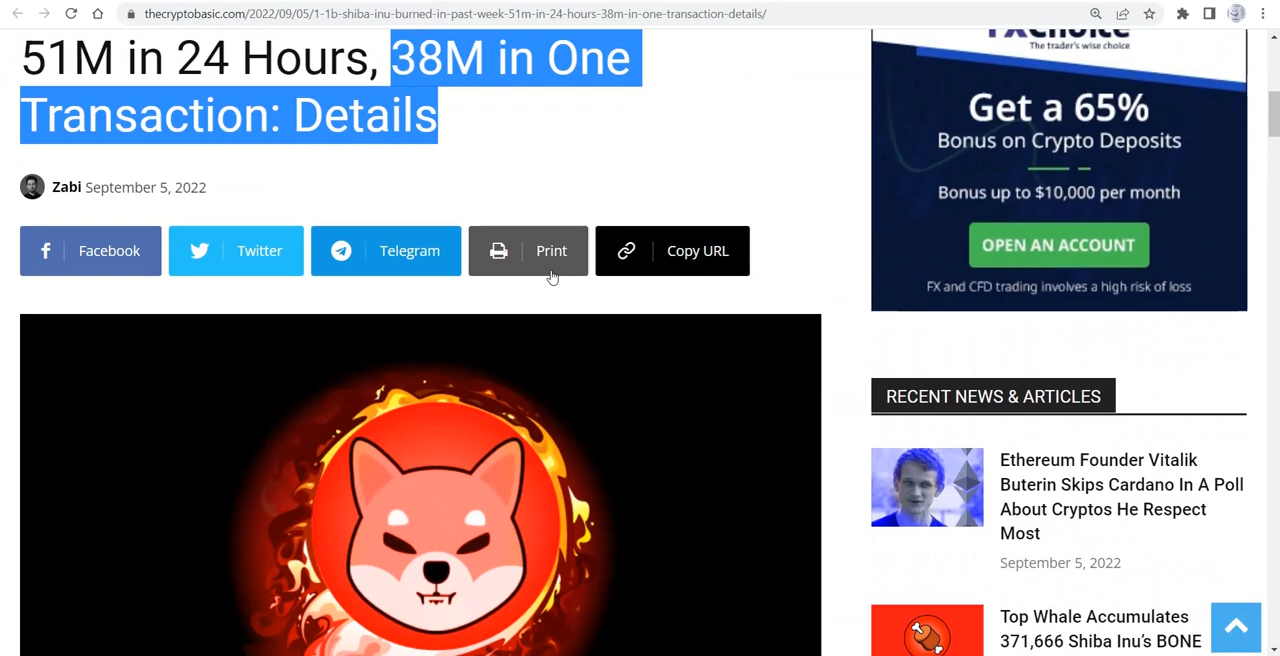 thecryptobasic.com/2022/09/05/1-1b-shiba-inu-burned-in-past-week-51m-in-24-hours-38m-in-one-transaction-details/
51M in 24 Hours, 38M in One
Transaction: Details
Zabi September 5, 2022
Facebook
Twitter
Telegram
Print
Copy URL
The trader's wise choice
Get a 65%
Bonus on Crypto Deposits
Bonus up to $10,000 per month
OPEN AN ACCOUNT
FX and CFD trading involves a high risk of loss
RECENT NEWS & ARTICLES
Ethereum Founder Vitalik
Buterin Skips Cardano In A Poll
About Cryptos He Respect
Most
September 5, 2022
Top Whale Accumulates
371,666 Shiba Inu’s BONE